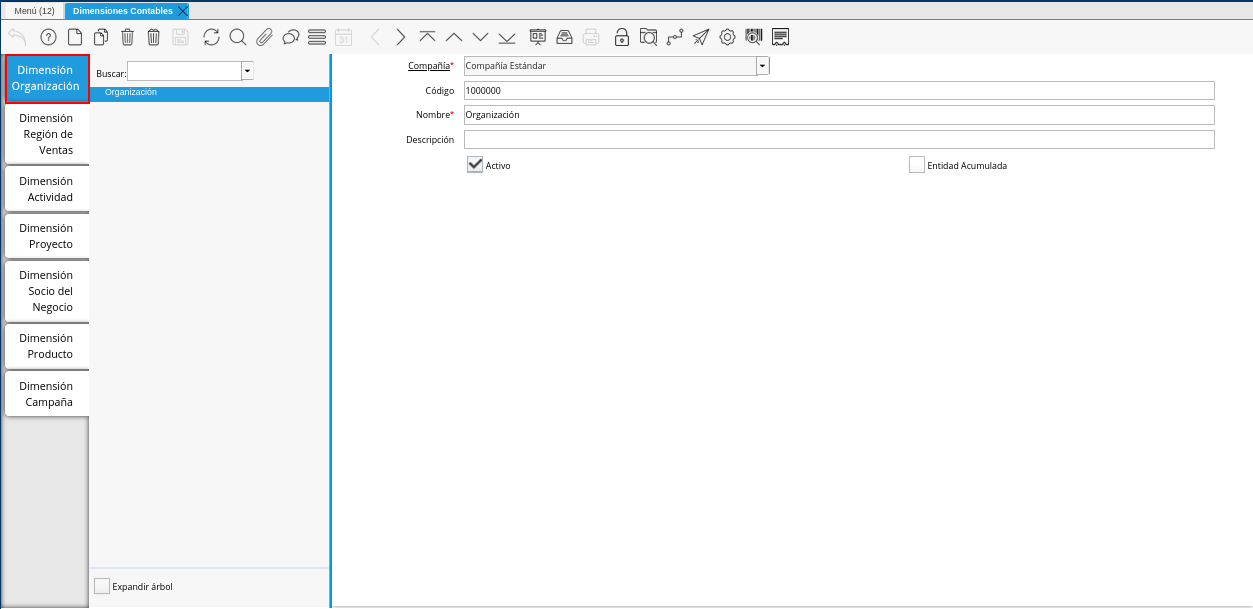 Menú (12)
Dimensiones Contables
31
Dimensión
Organización
Dimensión
Región de
Ventas
Dimensión
Actividad
Dimensión
Proyecto
Dimensión
Socio del
Negocio
Dimensión
Producto
Dimensión
Campaña
Buscar:
Organización
Expandir árbol
Compañía* Compañía Estándar
Código 1000000
Nombre* Organización
Descripción
Activo
Entidad Acumulada